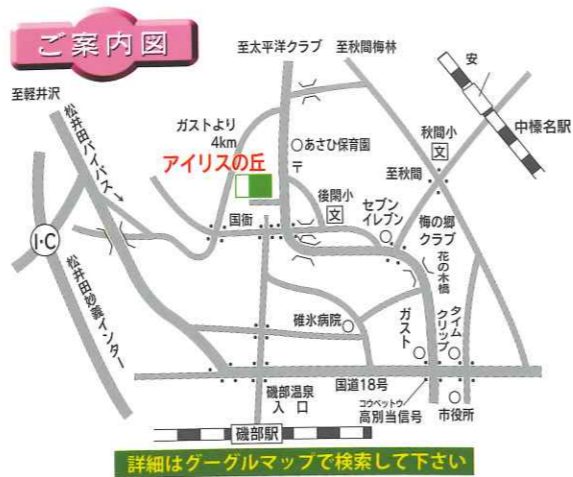 ご案内図
至太平洋クラブ
至秋間梅林
安
中榛名駅
至軽井沢
松井田バイパス
ガストより
4km
アイリスの丘
あさひ保育園
〒
秋間小
文
至秋間
後閑小
文
セブン
イレブン
梅の郷
クラブ
国衙
花の木橋
I・C
松井田妙義インター
碓氷病院
ガスト
タイム
クリップ
国道18号
磯部温泉
入口
コウベットウ
高別当信号
市役所
磯部駅
詳細はグーグルマップで検索して下さい